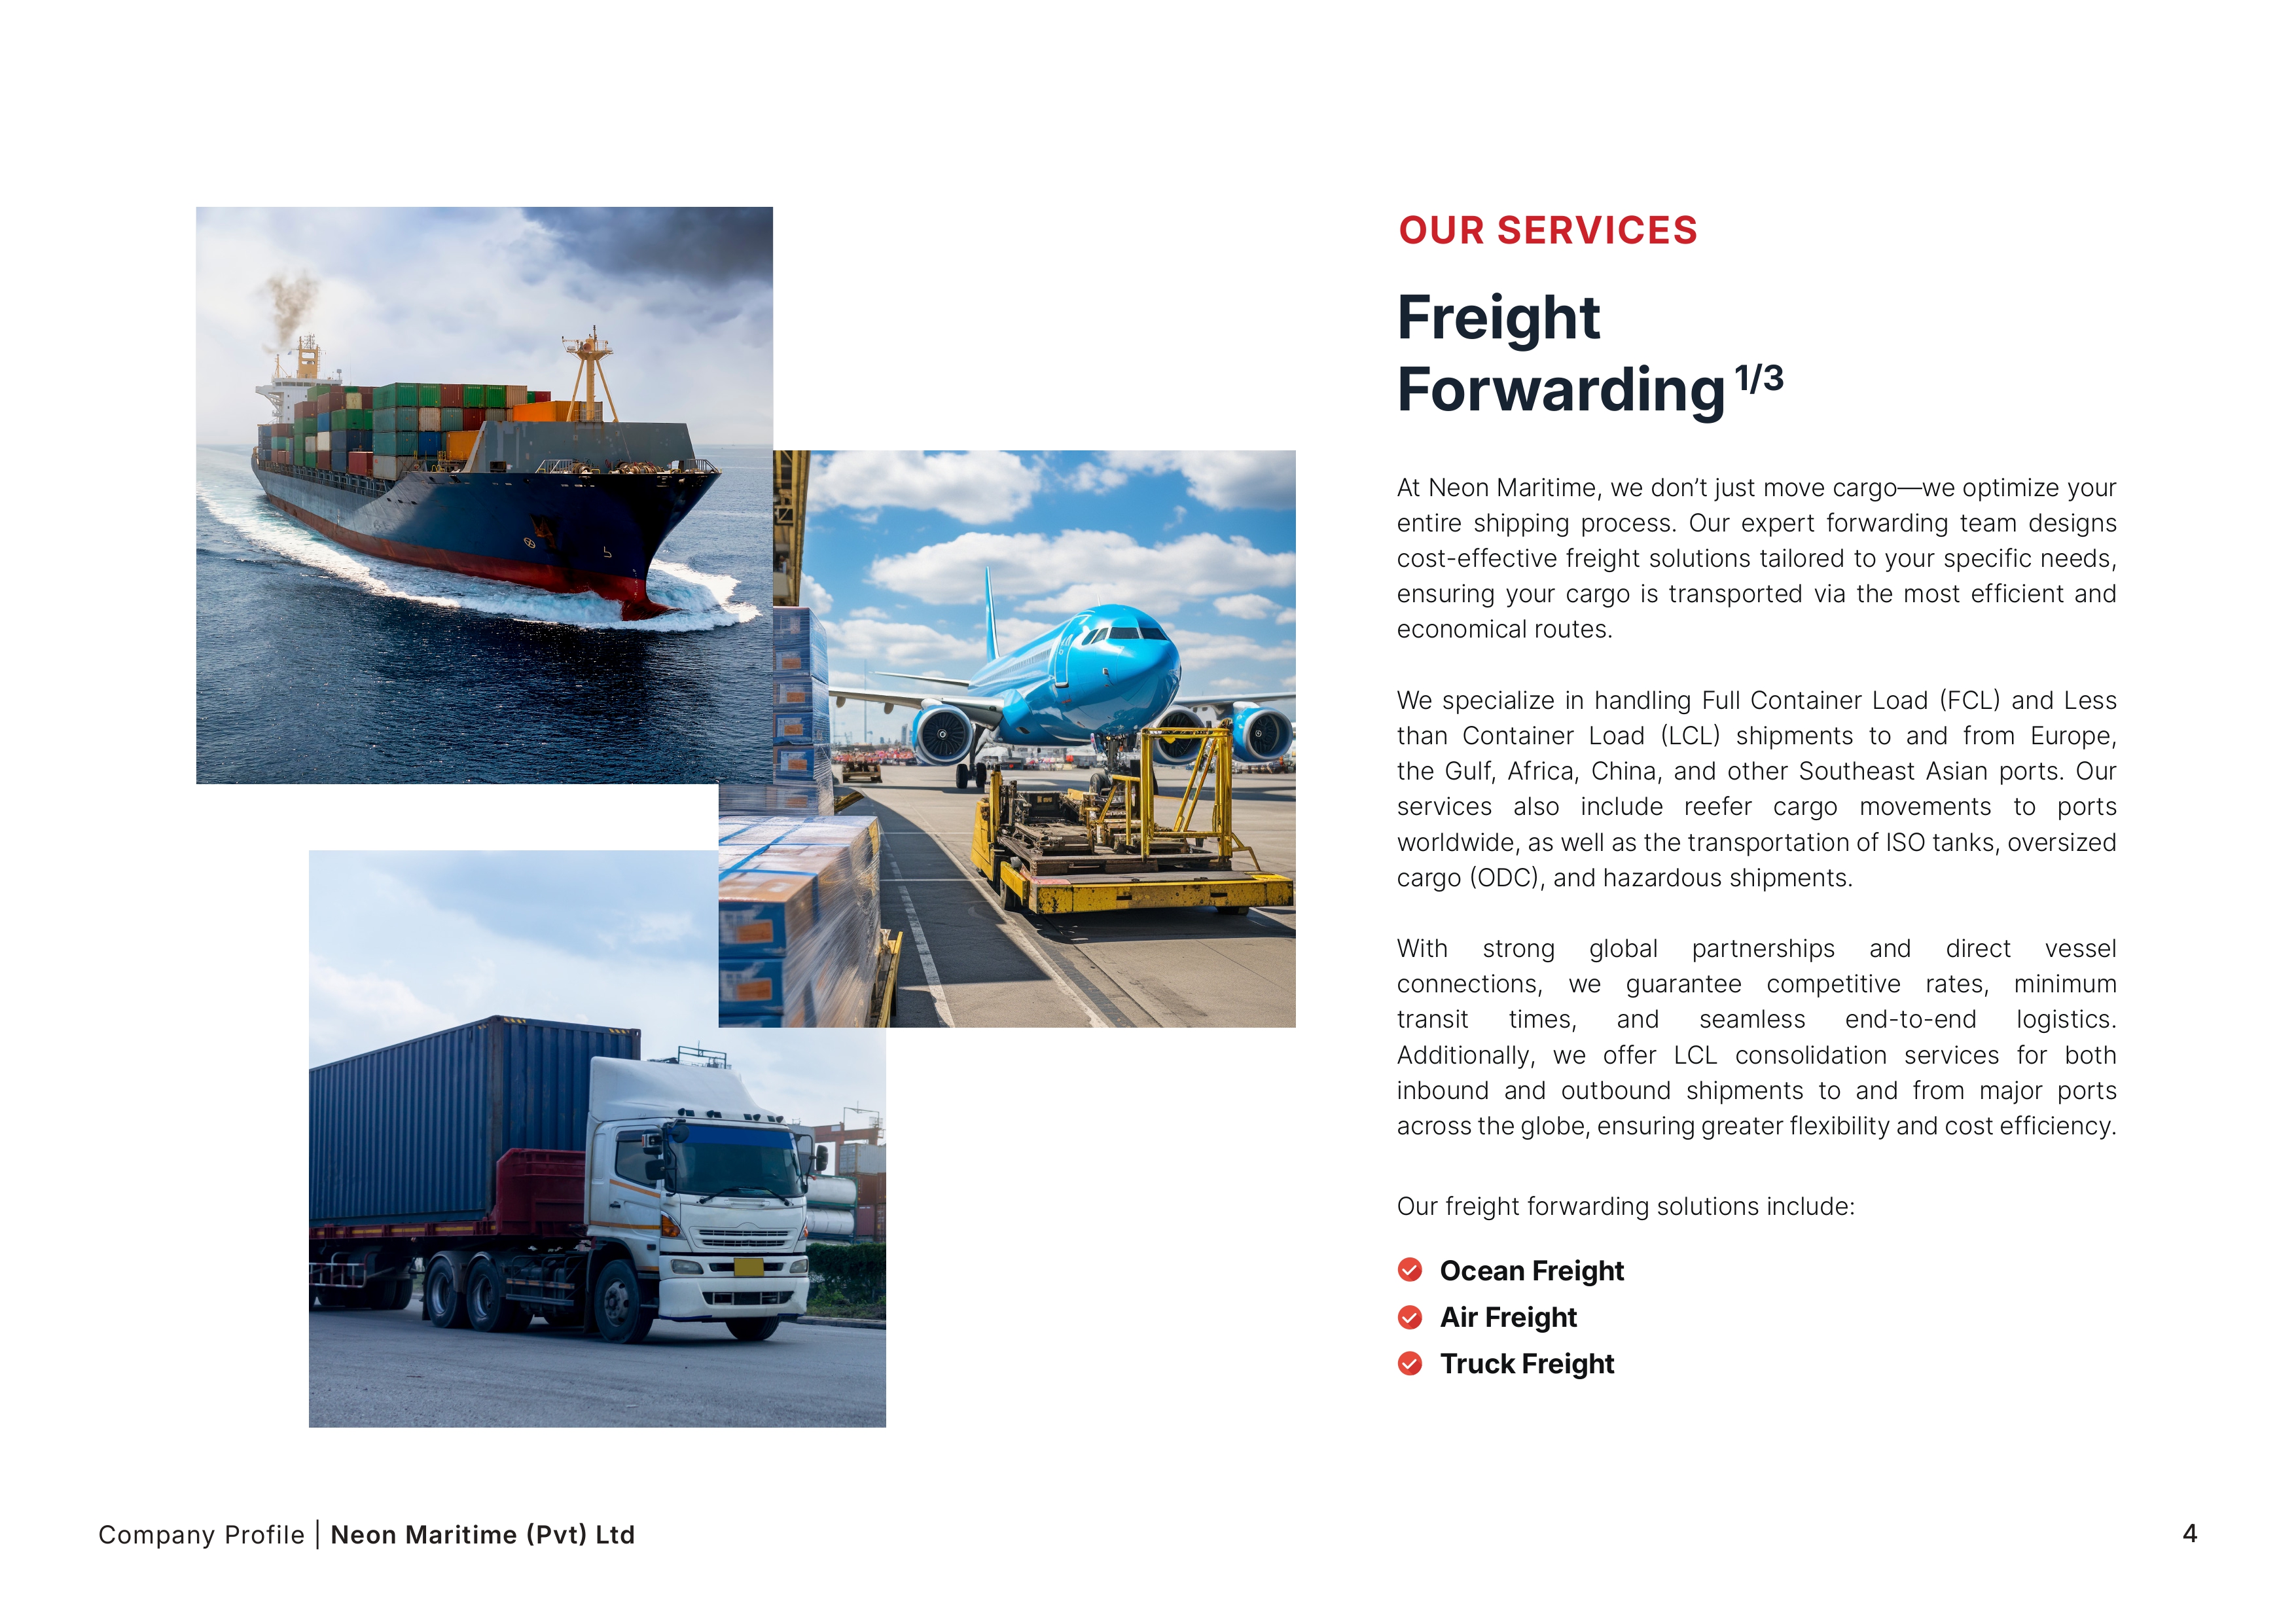 OUR SERVICES
Freight
Forwarding 1/3
At Neon Maritime, we don’t just move cargo—we optimize your
entire shipping process. Our expert forwarding team designs
cost-effective freight solutions tailored to your specific needs,
ensuring your cargo is transported via the most efficient and
economical routes.
We specialize in handling Full Container Load (FCL) and Less
than Container Load (LCL) shipments to and from Europe,
the Gulf, Africa, China, and other Southeast Asian ports. Our
services also include reefer cargo movements to ports
worldwide, as well as the transportation of ISO tanks, oversized
cargo (ODC), and hazardous shipments.
With strong global partnerships and direct vessel
connections, we guarantee competitive rates, minimum
transit times, and seamless end-to-end logistics.
Additionally, we offer LCL consolidation services for both
inbound and outbound shipments to and from major ports
across the globe, ensuring greater flexibility and cost efficiency.
Our freight forwarding solutions include:
Ocean Freight
Air Freight
Truck Freight
Company Profile | Neon Maritime (Pvt) Ltd
4